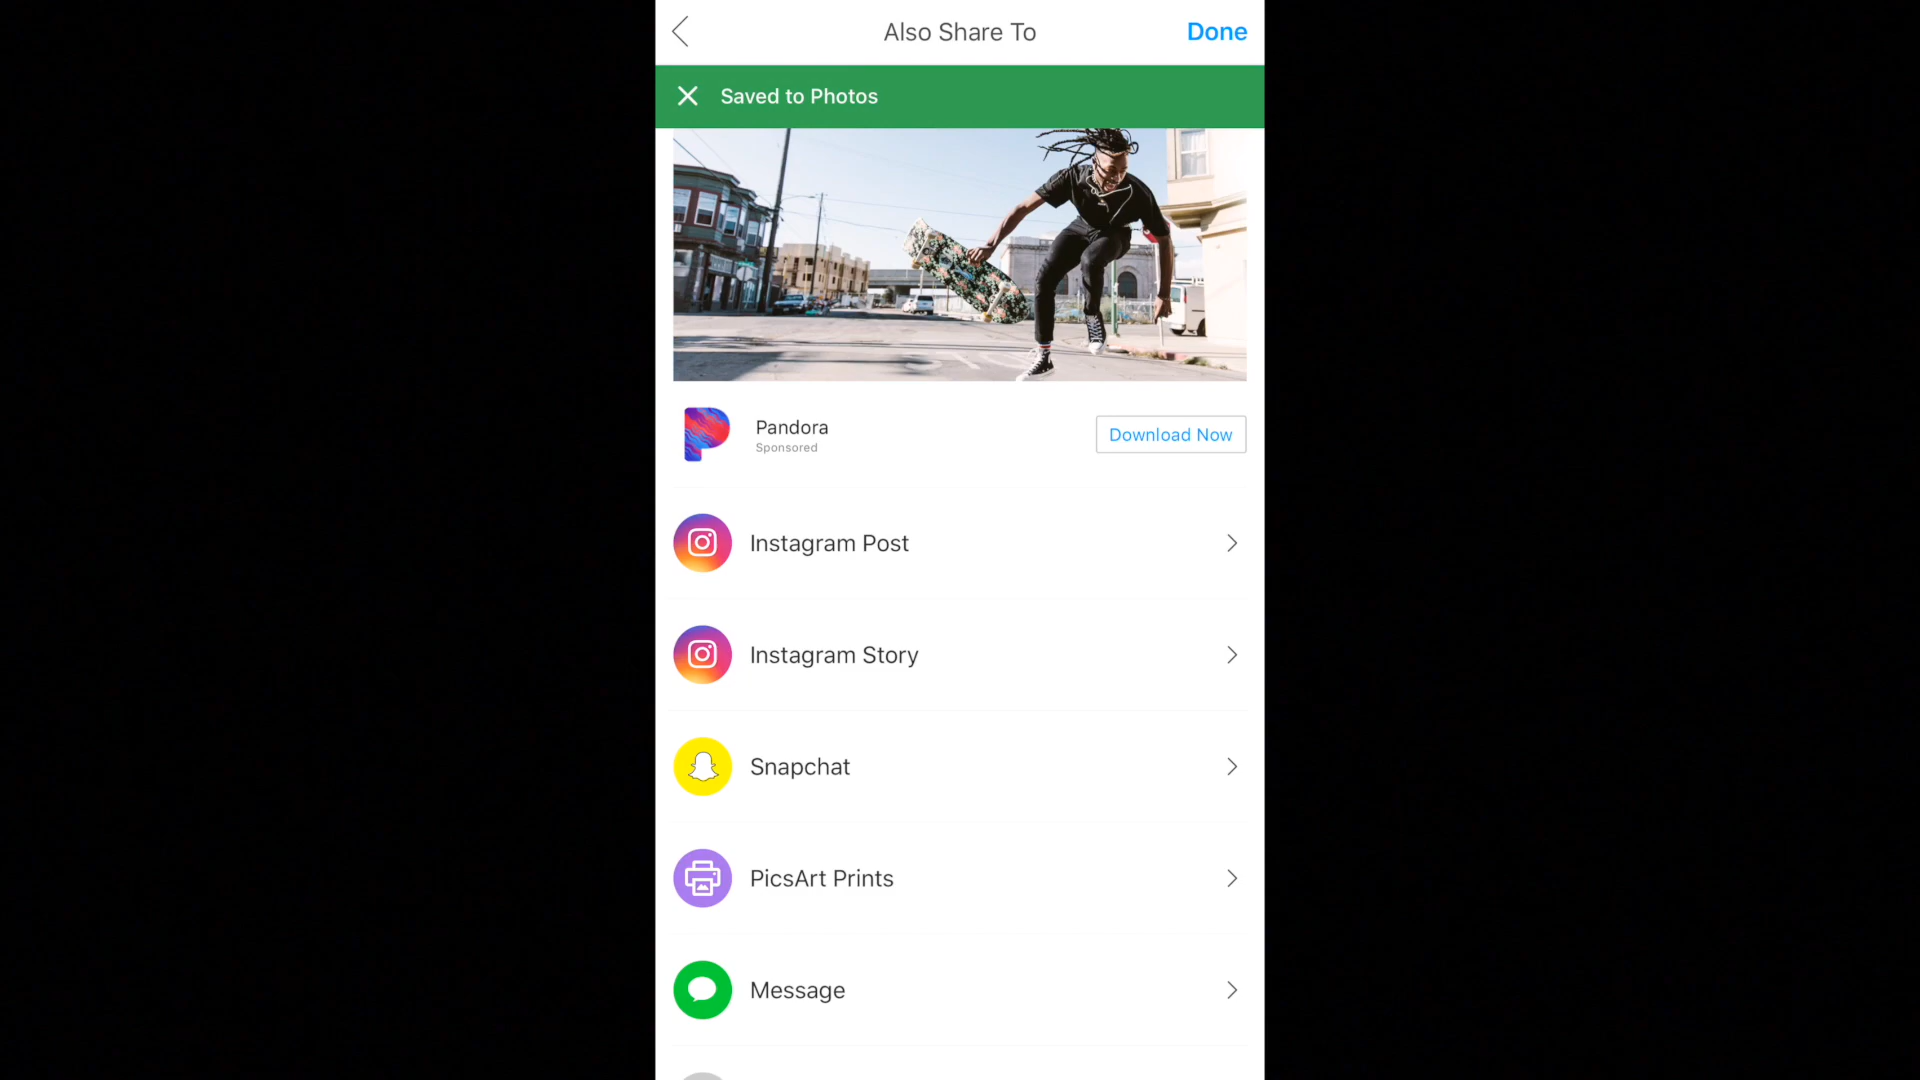 Also Share To
Done
Saved to Photos
Pandora
Sponsored
Download Now
Instagram Post
Instagram Story
Snapchat
PicsArt Prints
Message